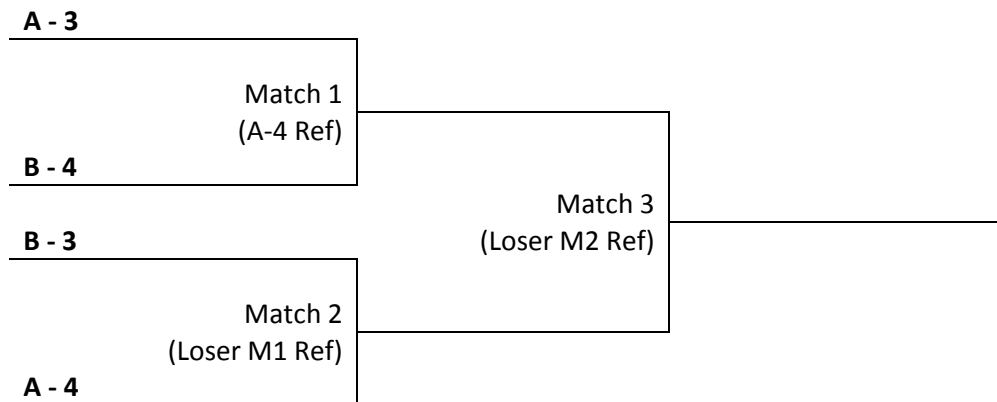 A - 3
Match 1
(A-4 Ref)
B - 4
Match 3
(Loser M2 Ref)
B - 3
Match 2
(Loser M1 Ref)
A - 4